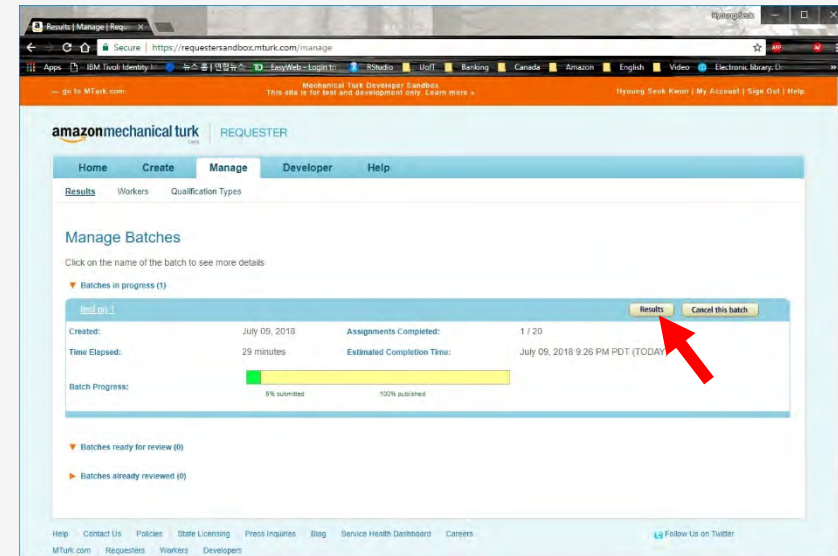 Results | Manage | Requ
HyoungSeuk
Secure | https://requestersandbox.mturk.com/manage
Apps IBM Tivoli Identity 뉴스 홈 | 연합뉴스 EasyWeb - Login to RStudio UofT Banking Canada Amazon English Video Electronic library
<< go to MTurk.com
Mechanical Turk Developer Sandbox
This site is for test and development only. Learn more »
Hyoung Seuk Kwon | My Account | Sign Out | Help
amazonmechanical turk beta REQUESTER
Home Create Manage Developer Help
Results Workers Qualification Types
Manage Batches
Click on the name of the batch to see more details
Batches in progress (1)
Results Cancel this batch
Created: July 09, 2018 Assignments Completed: 1 / 20
Time Elapsed: 29 minutes Estimated Completion Time: July 09, 2018 9:26 PM PDT (TODAY
Batch Progress:
5% submitted 100% published
Batches ready for review (0)
Batches already reviewed (0)
Help Contact Us Policies State Licensing Press Inquiries Blog Service Health Dashboard Careers Follow Us on Twitter
MTurk.com Requesters Workers Developers